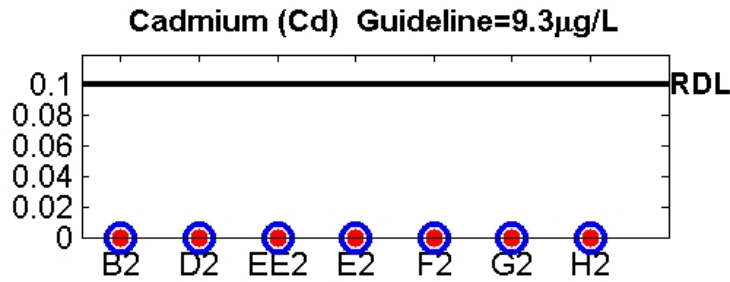 Cadmium (Cd)  Guideline=9.3μg/L
0.1
RDL
0.08
0.06
0.04
0.02
0
B2 D2 EE2 E2 F2 G2 H2